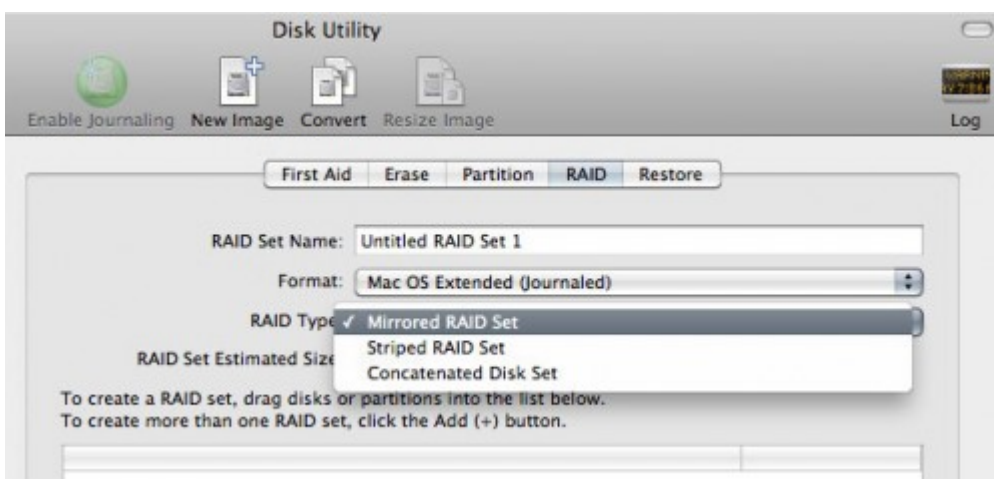 Disk Utility
Enable Journaling New Image Convert Resize Image Log
First Aid Erase Partition RAID Restore
RAID Set Name: Untitled RAID Set 1
Format: Mac OS Extended (Journaled)
RAID Type ✓ Mirrored RAID Set
Striped RAID Set
RAID Set Estimated Size
Concatenated Disk Set
To create a RAID set, drag disks or partitions into the list below.
To create more than one RAID set, click the Add (+) button.